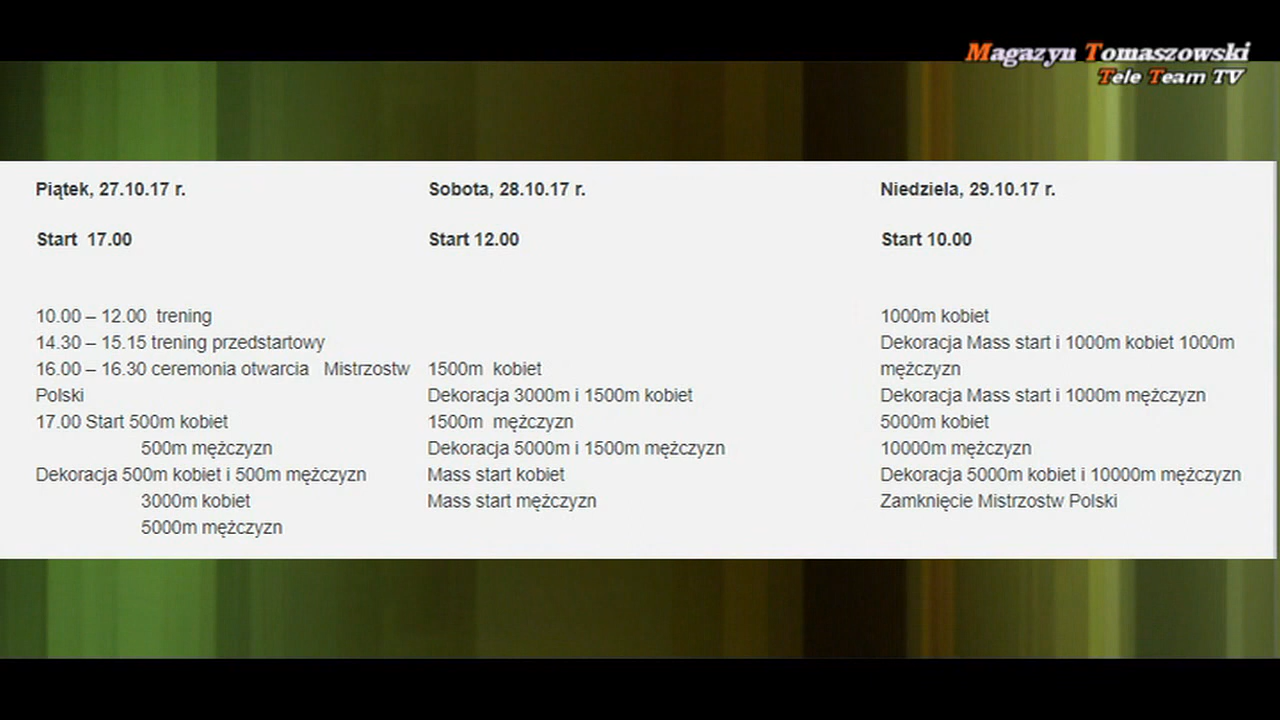 Magazyn Tomaszowski
Tele Team TV
Piątek, 27.10.17 r.
Start 17.00
10.00 – 12.00 trening
14.30 – 15.15 trening przedstartowy
16.00 – 16.30 ceremonia otwarcia Mistrzostw
Polski
17.00 Start 500m kobiet
500m mężczyzn
Dekoracja 500m kobiet i 500m mężczyzn
3000m kobiet
5000m mężczyzn
Sobota, 28.10.17 r.
Start 12.00
1500m kobiet
Dekoracja 3000m i 1500m kobiet
1500m mężczyzn
Dekoracja 5000m i 1500m mężczyzn
Mass start kobiet
Mass start mężczyzn
Niedziela, 29.10.17 r.
Start 10.00
1000m kobiet
Dekoracja Mass start i 1000m kobiet 1000m
mężczyzn
Dekoracja Mass start i 1000m mężczyzn
5000m kobiet
10000m mężczyzn
Dekoracja 5000m kobiet i 10000m mężczyzn
Zamknięcie Mistrzostw Polski